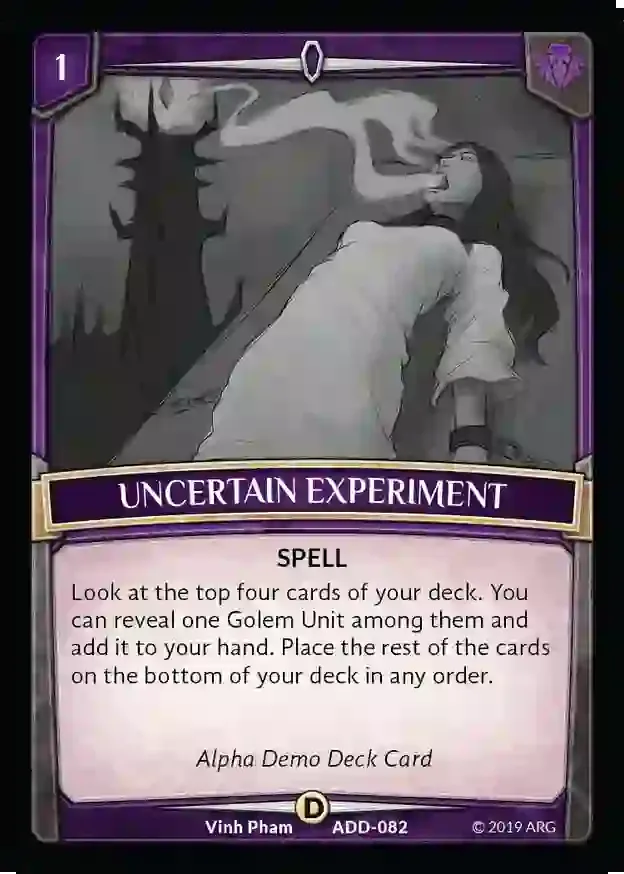 1
UNCERTAIN EXPERIMENT
SPELL
Look at the top four cards of your deck. You
can reveal one Golem Unit among them and
add it to your hand. Place the rest of the cards
on the bottom of your deck in any order.
Alpha Demo Deck Card
D
Vinh Pham ADD-082 © 2019 ARG